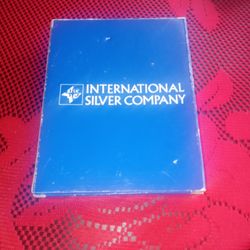 INTERNATIONAL
SILVER COMPANY